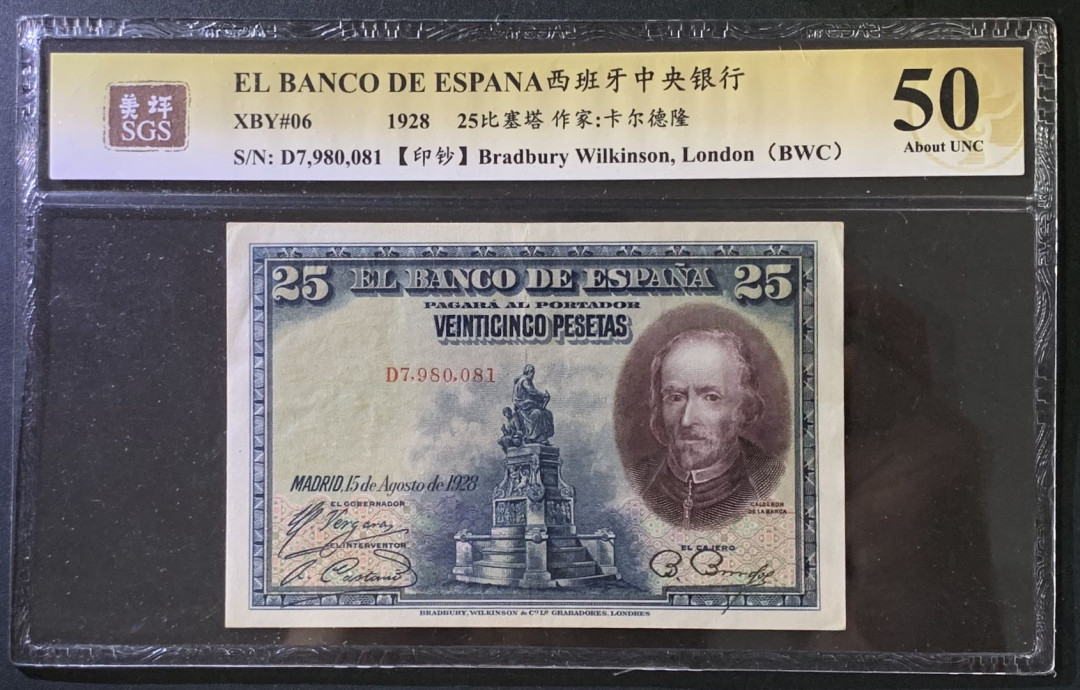 EL BANCO DE ESPANA西班牙中央银行
XBY#06 1928 25比塞塔 作家:卡尔德隆
S/N: D7,980,081 【印钞】Bradbury Wilkinson, London（BWC）
美评
SGS
50
About UNC
25 EL BANCO DE ESPAÑA 25
PAGARÁ AL PORTADOR
VEINTICINCO PESETAS
D7,980,081
MADRID, 15 de Agosto de 1928
EL GOBERNADOR
EL INTERVENTOR
EL CAJERO
CALDERON
DE LA BARCA
BRADBURY, WILKINSON & Cº Lᵈ GRABADORES, LONDRES